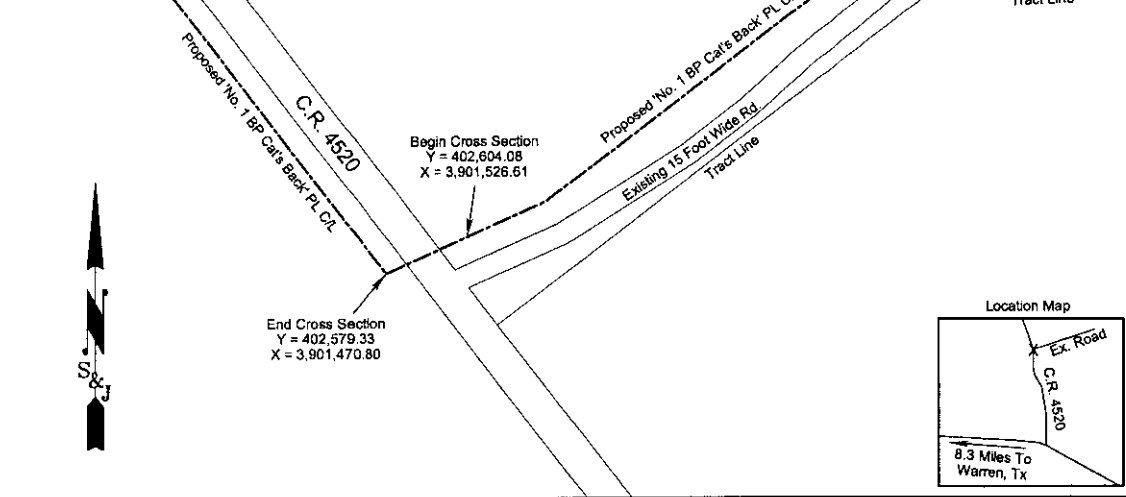 Tract Line
Proposed 'No. 1 BP Cat's Back' PL C/L
C.R. 4520
Begin Cross Section
Y = 402,604.08
X = 3,901,526.61
Proposed 'No. 1 BP Cat's Back' PL
Existing 15 Foot Wide Rd.
Tract Line
N
S&J
End Cross Section
Y = 402,579.33
X = 3,901,470.80
Location Map
Ex. Road
C.R. 4520
8.3 Miles To
Warren, Tx